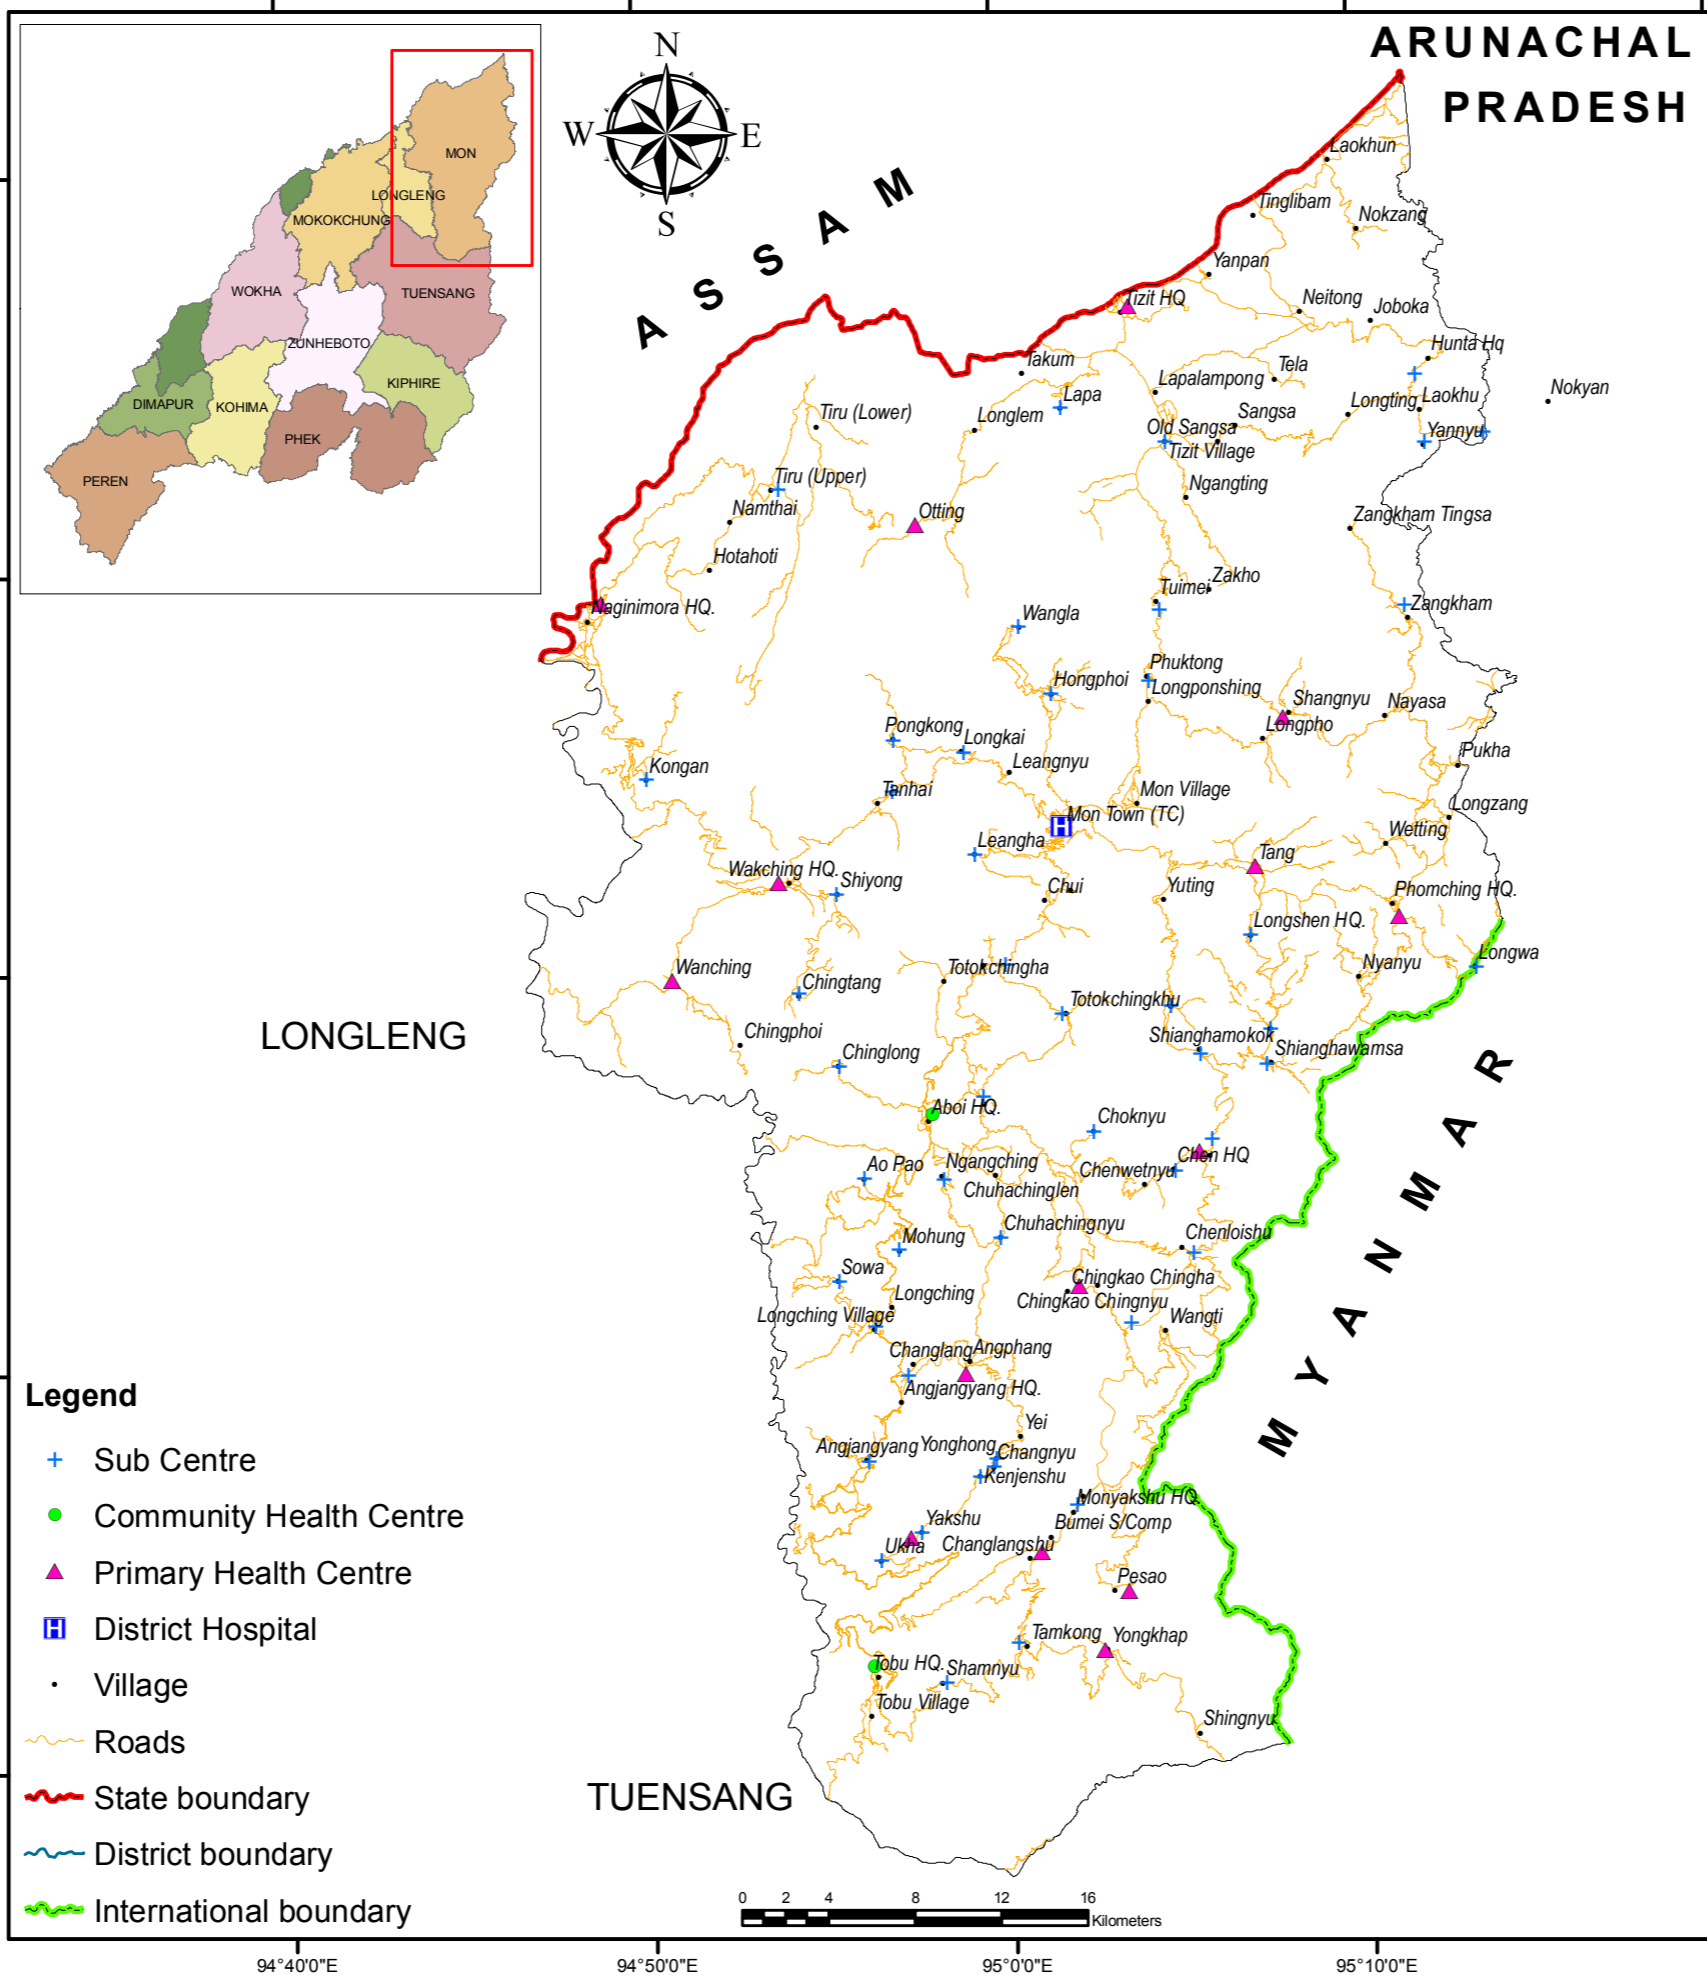 ARUNACHAL
PRADESH
N
W
E
S
A S S A M
MON
LONGLENG
MOKOKCHUNG
WOKHA
TUENSANG
ZUNHEBOTO
KIPHIRE
DIMAPUR
KOHIMA
PHEK
PEREN
Laokhun
Tinglibam
Nokzang
Yanpan
Tizit HQ
Neitong
Joboka
Hunta Hq
Takum
Tela
Lapalampong
Nokyan
Lapa
Longting
Laokhu
Tiru (Lower)
Longlem
Sangsa
Old Sangsa
Yannyu
Tizit Village
Tiru (Upper)
Ngangting
Namthai
Otting
Zangkham Tingsa
Hotahoti
Zakho
Tuimei
Naginimora HQ.
Wangla
Zangkham
Phuktong
Hongphoi
Longponshing
Shangnyu
Nayasa
Longpho
Pongkong
Longkai
Pukha
Kongan
Leangnyu
Tanhai
Mon Village
Mon Town (TC)
Longzang
Wetting
Leangha
Tang
Wakching HQ.
Shiyong
Chui
Yuting
Phomching HQ.
Longshen HQ.
Longwa
Wanching
Totokchingha
Nyanyu
Chingtang
Totokchingkhu
LONGLENG
Chingphoi
Shianghamokok
Chinglong
Shianghawamsa
M Y A N M A R
Aboi HQ.
Choknyu
Chen HQ
Ao Pao
Ngangching
Chenwetnyu
Chuhachinglen
Chuhachingnyu
Mohung
Chenloishu
Sowa
Chingkao Chingha
Longching
Chingkao Chingnyu
Longching Village
Wangti
Changlang
Angphang
Angjangyang HQ.
Yei
Angjangyang
Yonghong
Changnyu
Kenjenshu
Monyakshu HQ.
Yakshu
Bumei S/Comp
Ukha
Changlangshu
Pesao
Tamkong
Yongkhap
Tobu HQ.
Shamnyu
Tobu Village
Shingnyu
TUENSANG
Legend
Sub Centre
Community Health Centre
Primary Health Centre
H District Hospital
Village
Roads
State boundary
District boundary
International boundary
H
0 2 4 8 12 16
Kilometers
94°40'0"E 94°50'0"E 95°0'0"E 95°10'0"E